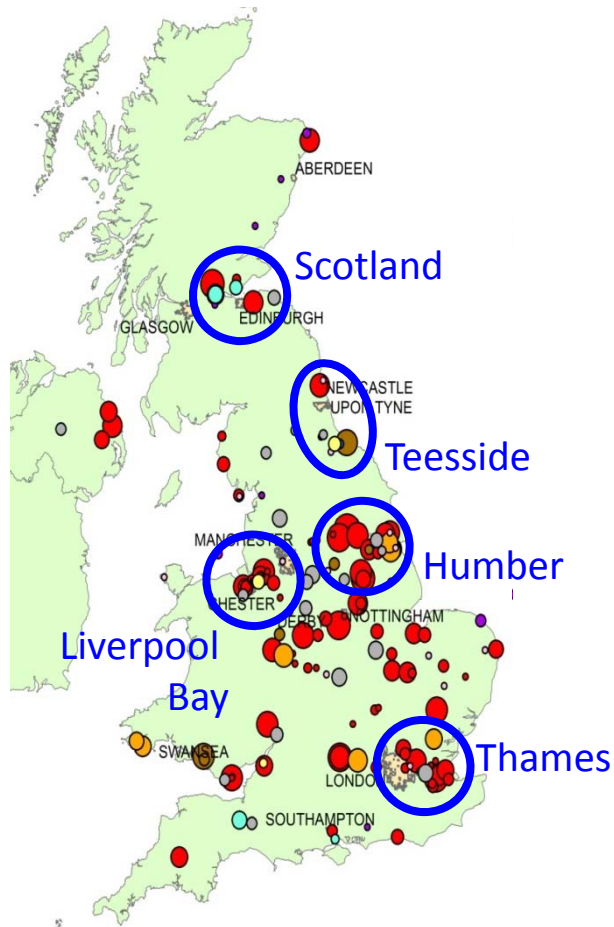 ABERDEEN
Scotland
GLASGOW
EDINBURGH
NEWCASTLE
UPON TYNE
Teesside
MANCHESTER
Humber
CHESTER
DERBY
NOTTINGHAM
Liverpool
Bay
SWANSEA
Thames
LONDON
SOUTHAMPTON